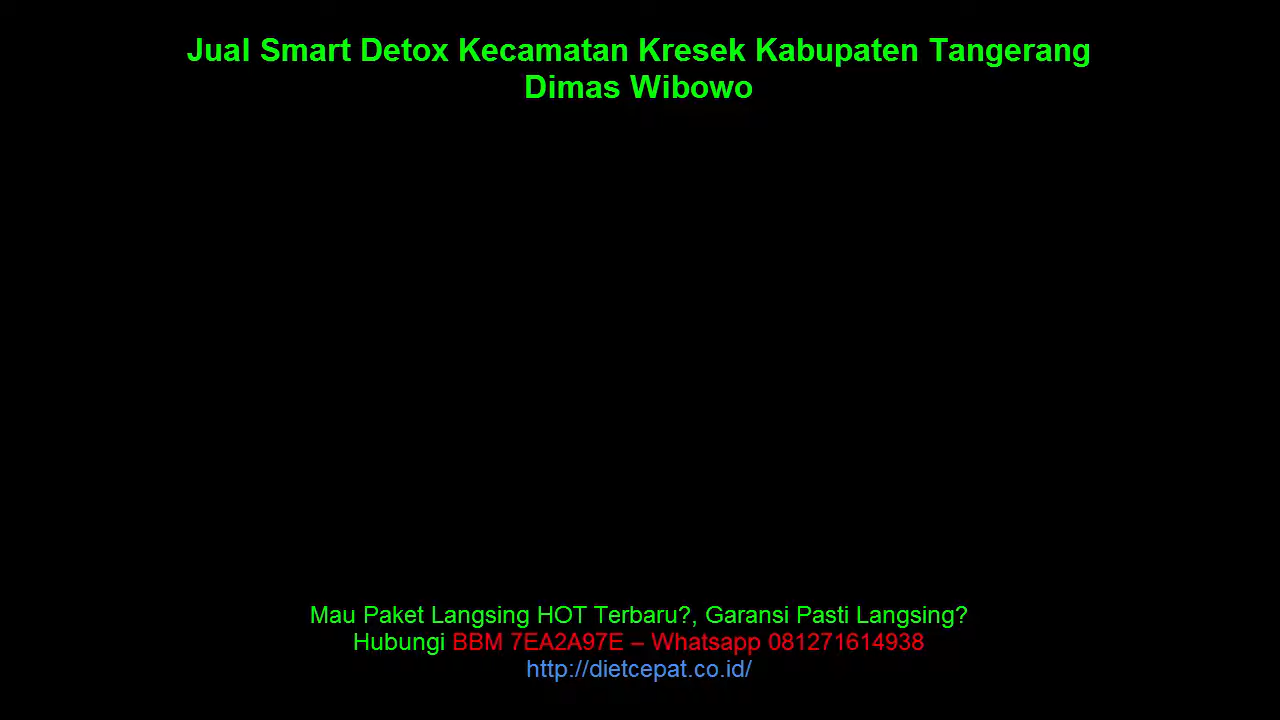 Jual Smart Detox Kecamatan Kresek Kabupaten Tangerang
Dimas Wibowo
Mau Paket Langsing HOT Terbaru?, Garansi Pasti Langsing?
Hubungi BBM 7EA2A97E – Whatsapp 081271614938
http://dietcepat.co.id/